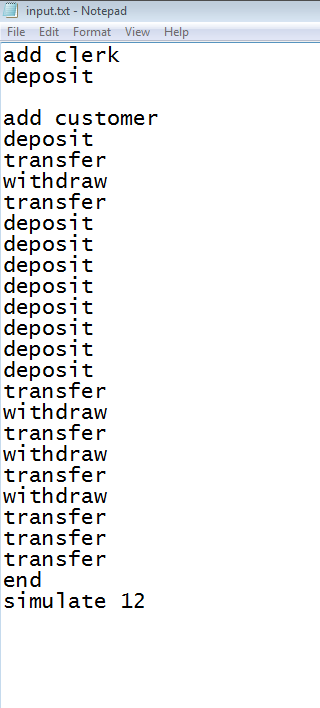 input.txt - Notepad
File Edit Format View Help
add clerk
deposit

add customer
deposit
transfer
withdraw
transfer
deposit
deposit
deposit
deposit
deposit
deposit
deposit
deposit
transfer
withdraw
transfer
withdraw
transfer
withdraw
transfer
transfer
transfer
end
simulate 12